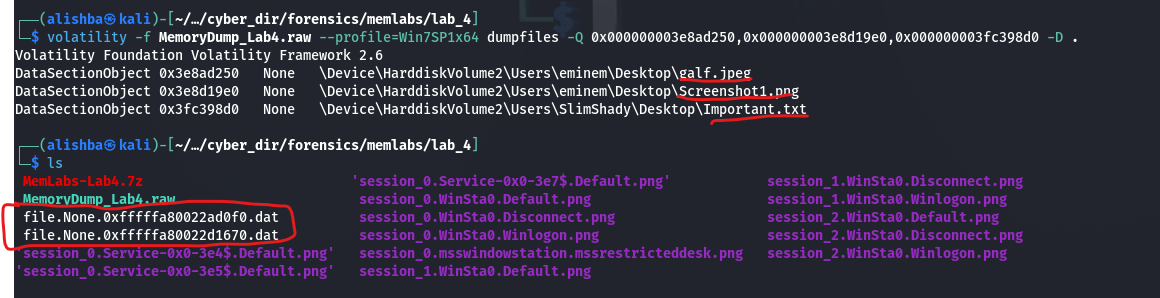 ┌──(alishba㉿kali)-[~/…/cyber_dir/forensics/memlabs/lab_4]
└─$ volatility -f MemoryDump_Lab4.raw --profile=Win7SP1x64 dumpfiles -Q 0x000000003e8ad250,0x000000003e8d19e0,0x000000003fc398d0 -D .
Volatility Foundation Volatility Framework 2.6
DataSectionObject 0x3e8ad250   None   \Device\HarddiskVolume2\Users\eminem\Desktop\galf.jpeg
DataSectionObject 0x3e8d19e0   None   \Device\HarddiskVolume2\Users\eminem\Desktop\Screenshot1.png
DataSectionObject 0x3fc398d0   None   \Device\HarddiskVolume2\Users\SlimShady\Desktop\Important.txt
┌──(alishba㉿kali)-[~/…/cyber_dir/forensics/memlabs/lab_4]
└─$ ls
MemLabs-Lab4.7z   'session_0.Service-0x0-3e7$.Default.png'   session_1.WinSta0.Disconnect.png
MemoryDump_Lab4.raw   session_0.WinSta0.Default.png   session_1.WinSta0.Winlogon.png
file.None.0xfffffa80022ad0f0.dat   session_0.WinSta0.Disconnect.png   session_2.WinSta0.Default.png
file.None.0xfffffa80022d1670.dat   session_0.WinSta0.Winlogon.png   session_2.WinSta0.Disconnect.png
'session_0.Service-0x0-3e4$.Default.png'   session_0.msswindowstation.mssrestricteddesk.png   session_2.WinSta0.Winlogon.png
'session_0.Service-0x0-3e5$.Default.png'   session_1.WinSta0.Default.png